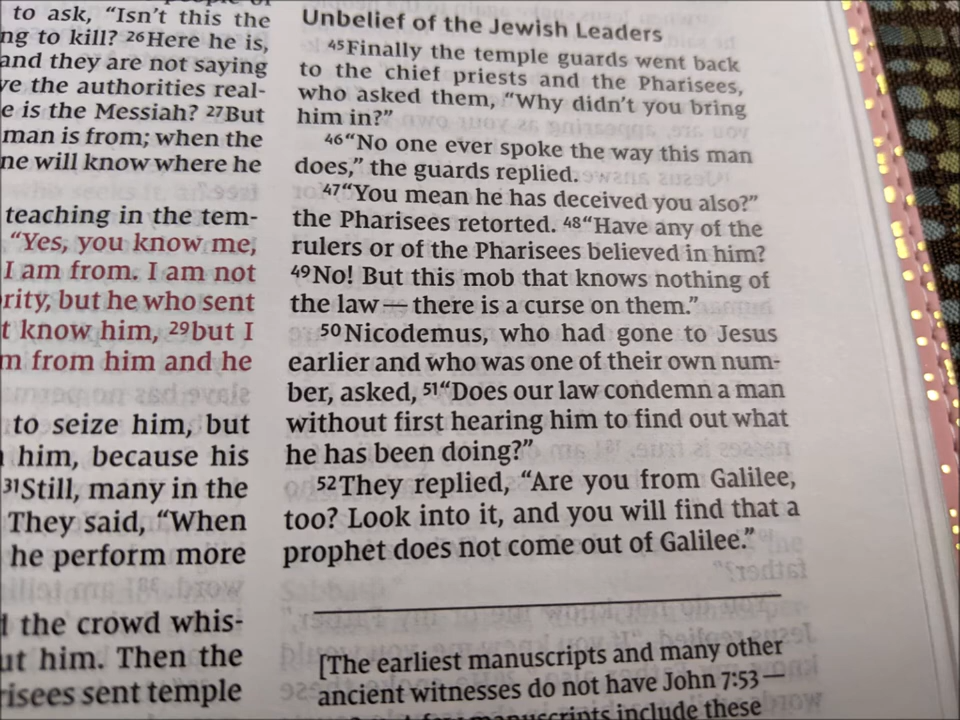 to ask, “Isn’t this the
ng to kill? 26Here he is,
and they are not saying
ve the authorities real-
e is the Messiah? 27But
man is from; when the
ne will know where he
teaching in the tem-
“Yes, you know me,
I am from. I am not
ority, but he who sent
t know him, 29but I
m from him and he
to seize him, but
him, because his
31Still, many in the
They said, “When
he perform more
d the crowd whis-
ut him. Then the
risees sent temple
Unbelief of the Jewish Leaders
45Finally the temple guards went back
to the chief priests and the Pharisees,
who asked them, “Why didn’t you bring
him in?”
46“No one ever spoke the way this man
does,” the guards replied.
47“You mean he has deceived you also?”
the Pharisees retorted. 48“Have any of the
rulers or of the Pharisees believed in him?
49No! But this mob that knows nothing of
the law — there is a curse on them.”
50Nicodemus, who had gone to Jesus
earlier and who was one of their own num-
ber, asked, 51“Does our law condemn a man
without first hearing him to find out what
he has been doing?”
52They replied, “Are you from Galilee,
too? Look into it, and you will find that a
prophet does not come out of Galilee.”
[The earliest manuscripts and many other
ancient witnesses do not have John 7:53—
manuscripts include these